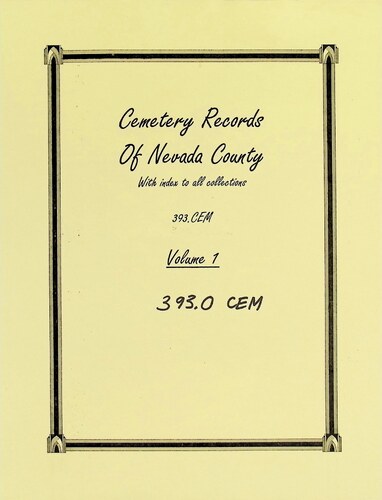 Cemetery Records
Of Nevada County
With index to all collections
393.CEM
Volume 1
393.0 CEM